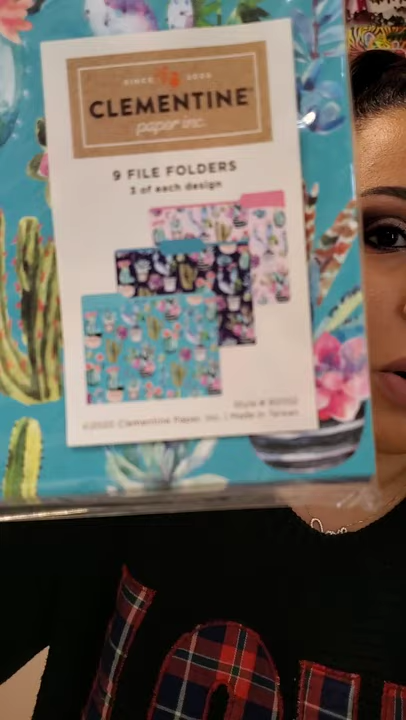 SINCE 2005
CLEMENTINE
paper inc.
9 FILE FOLDERS
3 of each design
©2020 Clementine Paper, Inc. | Made in Taiwan